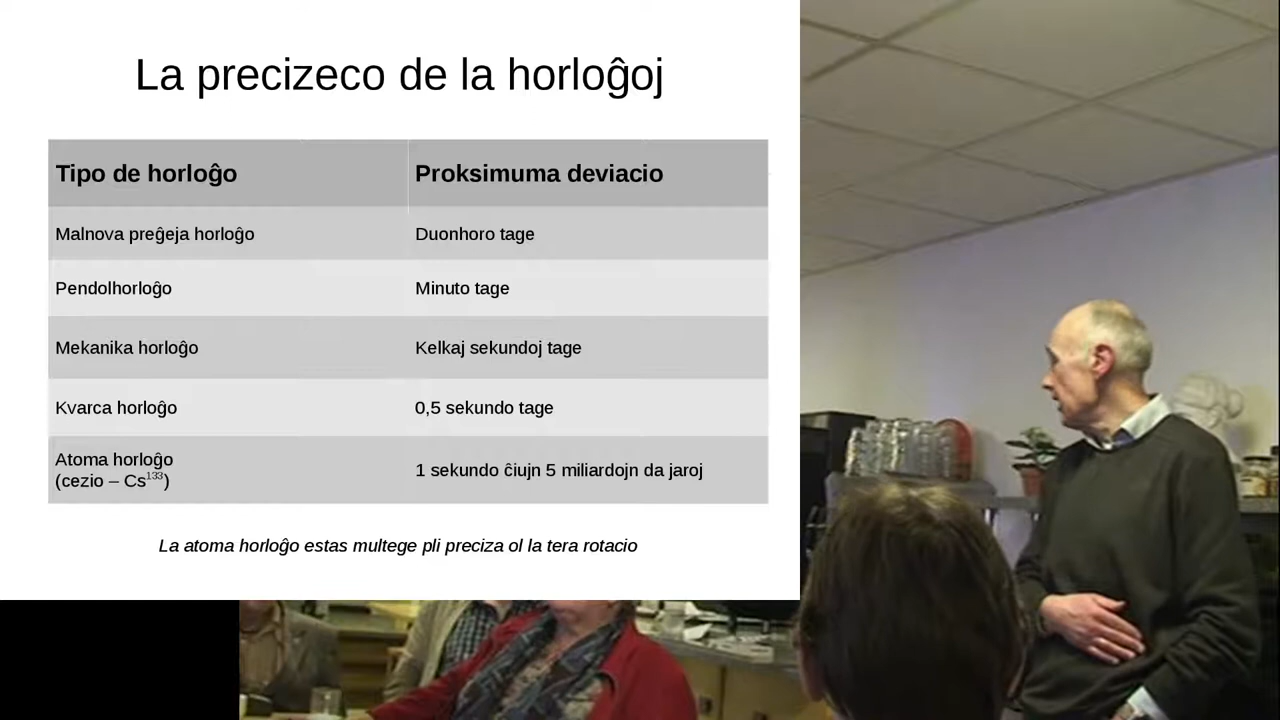 La precizeco de la horloĝoj
Tipo de horloĝo Proksimuma deviacio
Malnova preĝeja horloĝo Duonhoro tage
Pendolhorloĝo Minuto tage
Mekanika horloĝo Kelkaj sekundoj tage
Kvarca horloĝo 0,5 sekundo tage
Atoma horloĝo
(cezio – Cs¹³³) 1 sekundo ĉiujn 5 miliardojn da jaroj
La atoma horloĝo estas multege pli preciza ol la tera rotacio